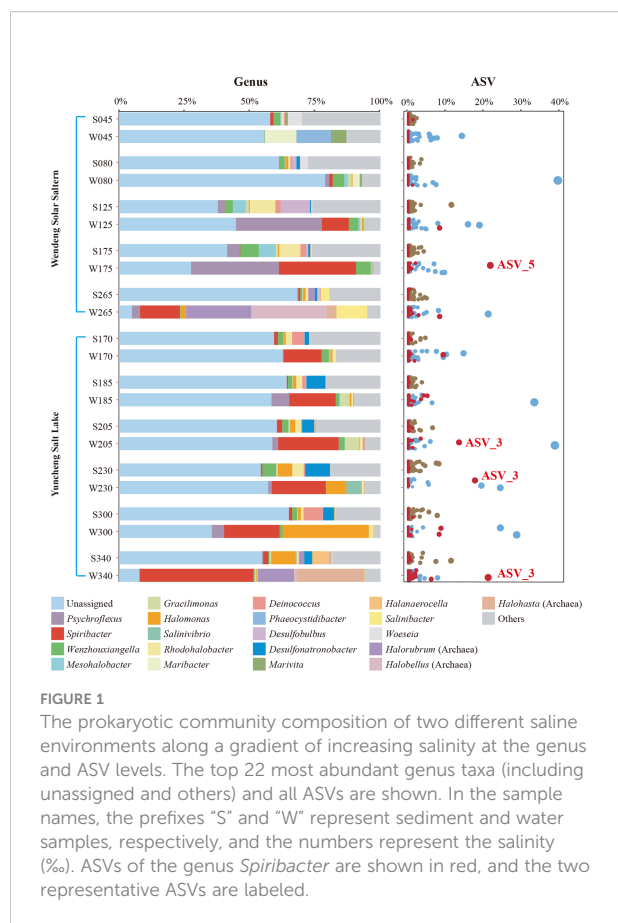 Genus
ASV
0% 25% 50% 75% 100%
0% 10% 20% 30% 40%
Wendeng Solar Saltern
S045
W045
S080
W080
S125
W125
S175
W175
ASV_5
S265
W265
Yuncheng Salt Lake
S170
W170
S185
W185
S205
W205
ASV_3
S230
W230
ASV_3
S300
W300
S340
W340
ASV_3
Unassigned Gracilimonas Deinococcus Halanaerocella Halohasta (Archaea)
Psychroflexus Halomonas Phaeocystidibacter Salinibacter Others
Spiribacter Salinivibrio Desulfobulbus Woeseia
Wenzhouxiangella Rhodohalobacter Desulfonatronobacter Halorubrum (Archaea)
Mesohalobacter Maribacter Marivita Halobellus (Archaea)
FIGURE 1
The prokaryotic community composition of two different saline
environments along a gradient of increasing salinity at the genus
and ASV levels. The top 22 most abundant genus taxa (including
unassigned and others) and all ASVs are shown. In the sample
names, the prefixes “S” and “W” represent sediment and water
samples, respectively, and the numbers represent the salinity
(‰). ASVs of the genus Spiribacter are shown in red, and the two
representative ASVs are labeled.